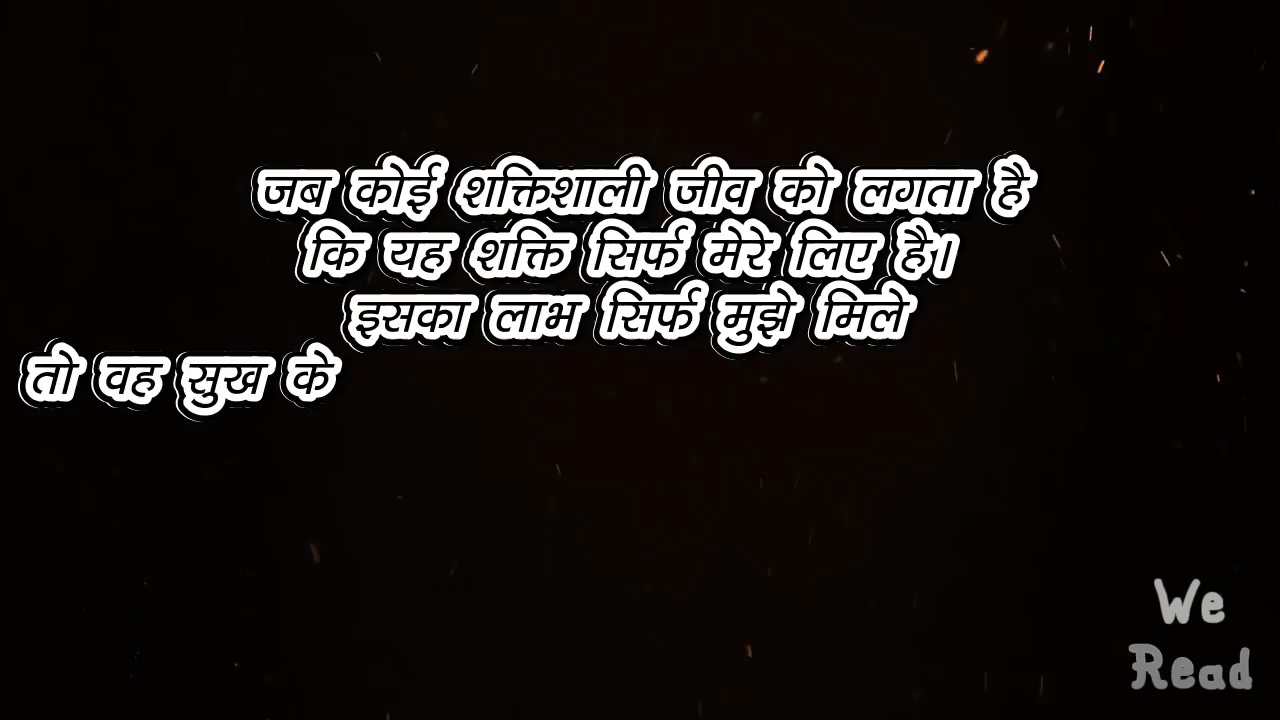 जब कोई शक्तिशाली जीव को लगता है
कि यह शक्ति सिर्फ मेरे लिए है।
इसका लाभ सिर्फ मुझे मिले
तो वह सुख के
We
Read